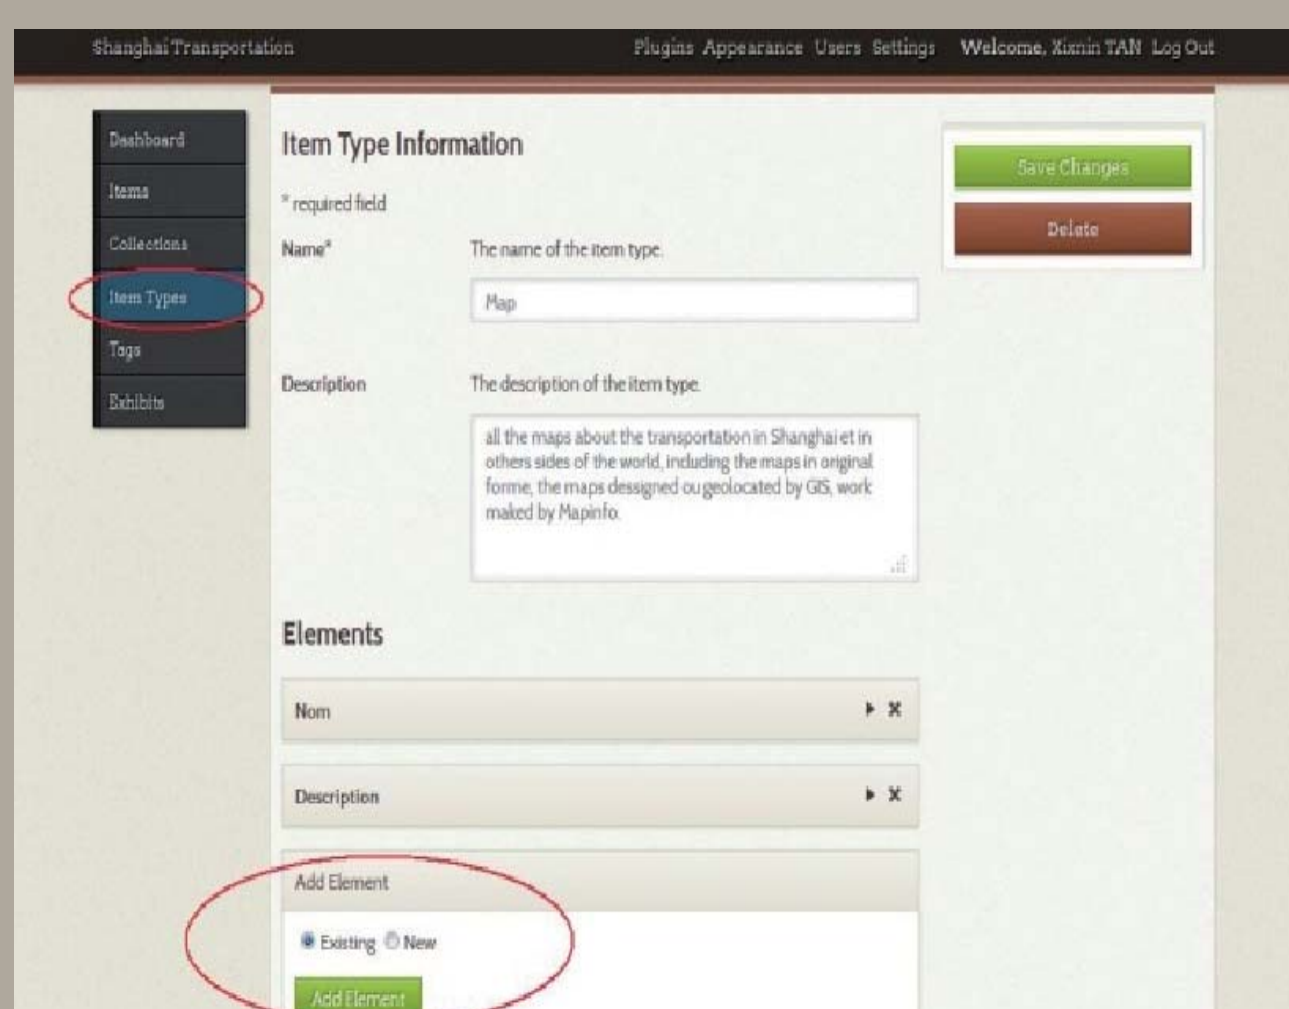 Shanghai Transportation
Plugins Appearance Users Settings Welcome, Xixnin TAN Log Out
Dashboard
Items
Collections
Item Types
Tags
Exhibits
Item Type Information
* required field
Name*
The name of the item type.
Map
Description
The description of the item type.
all the maps about the transportation in Shanghai et in
others sides of the world, including the maps in original
forme, the maps dessigned ou geolocated by GIS, work
maked by Mapinfo.
Save Changes
Delete
Elements
Nom
Description
Add Element
Existing New
Add Element